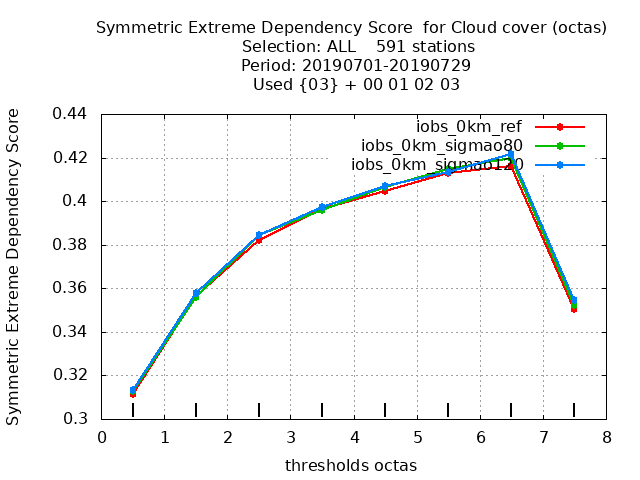 Symmetric Extreme Dependency Score  for Cloud cover (octas)
Selection: ALL    591 stations
Period: 20190701-20190729
Used {03} + 00 01 02 03
Symmetric Extreme Dependency Score
0.44
0.42
0.4
0.38
0.36
0.34
0.32
0.3
iobs_0km_ref
iobs_0km_sigmao80
iobs_0km_sigmao120
0 1 2 3 4 5 6 7 8
thresholds octas